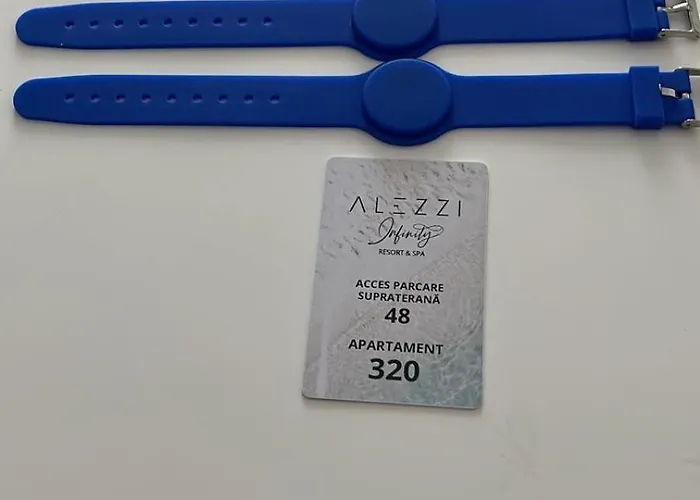 ALEZZI
Infinity
RESORT & SPA
ACCES PARCARE
SUPRATERANĂ
48
APARTAMENT
320